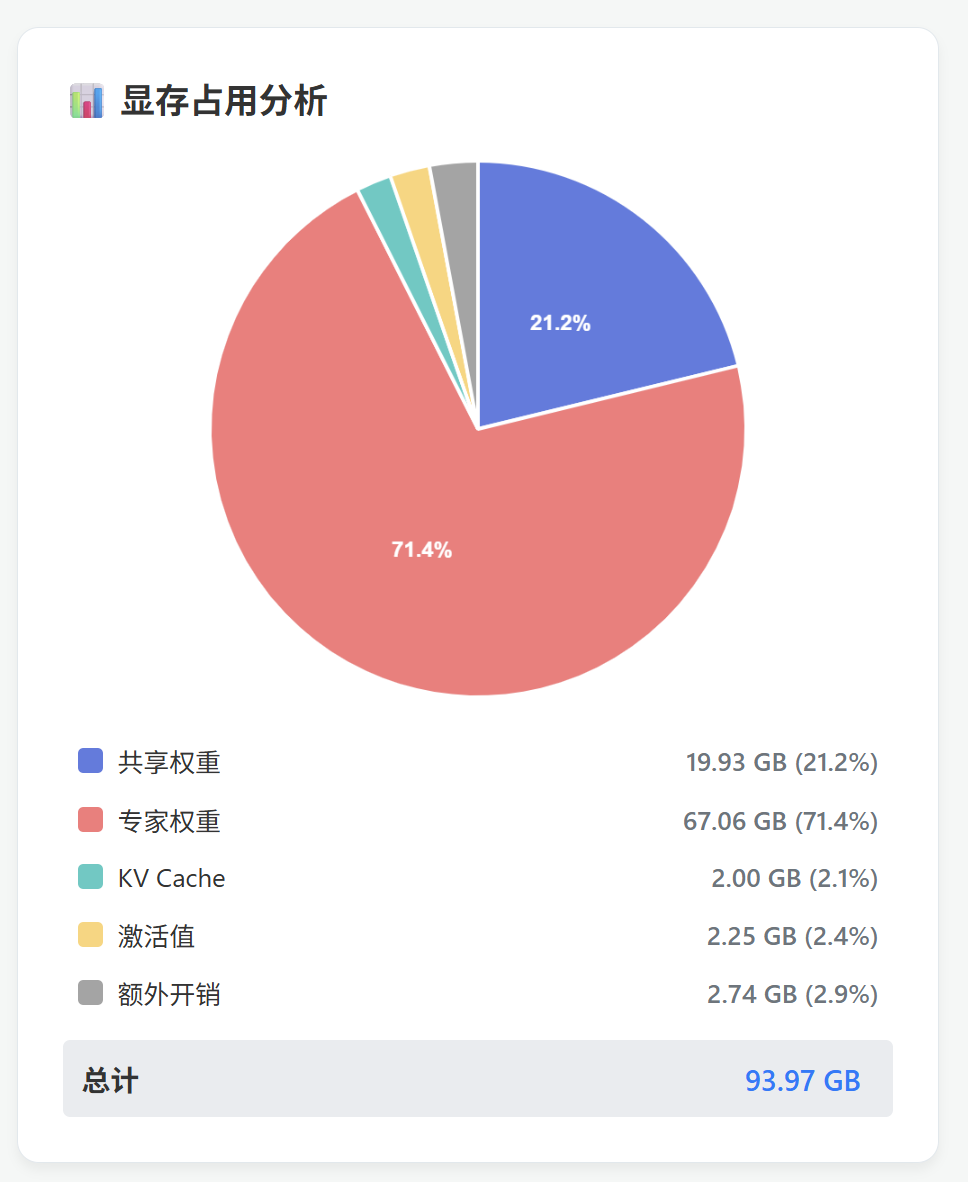 显存占用分析
21.2%
71.4%
共享权重 19.93 GB (21.2%)
专家权重 67.06 GB (71.4%)
KV Cache 2.00 GB (2.1%)
激活值 2.25 GB (2.4%)
额外开销 2.74 GB (2.9%)
总计 93.97 GB